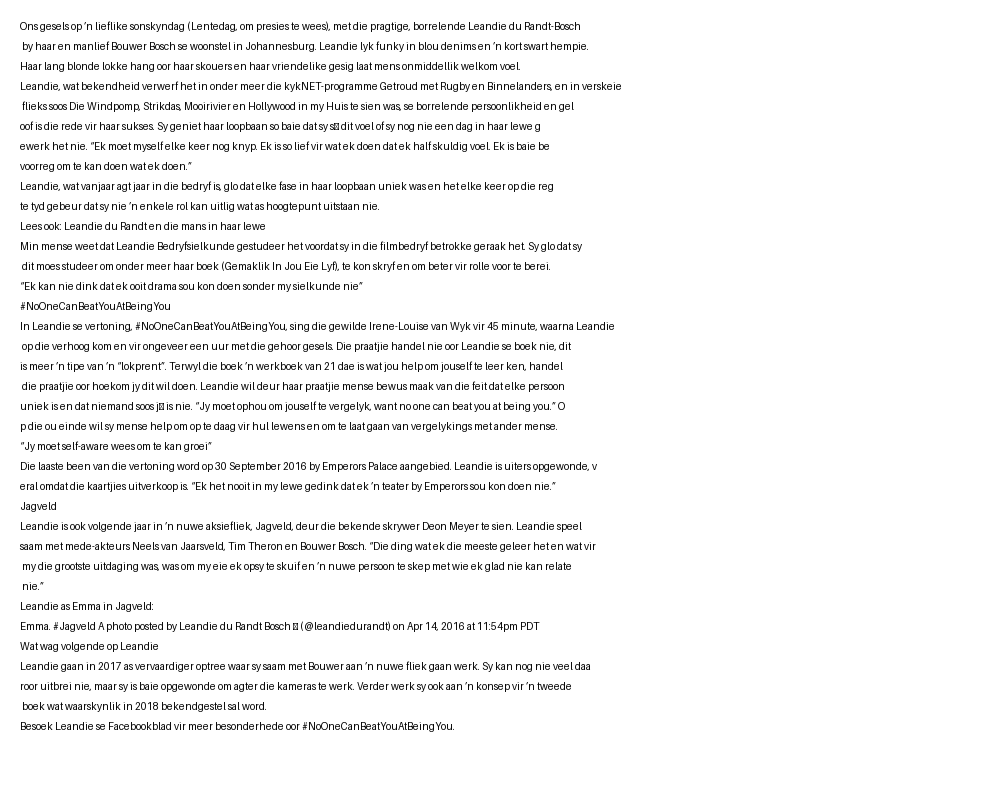 Ons gesels op ’n lieflike sonskyndag (Lentedag, om presies te wees), met die pragtige, borrelende Leandie du Randt-Bosch
by haar en manlief Bouwer Bosch se woonstel in Johannesburg. Leandie lyk funky in blou denims en ’n kort swart hempie.
Haar lang blonde lokke hang oor haar skouers en haar vriendelike gesig laat mens onmiddellik welkom voel.
Leandie, wat bekendheid verwerf het in onder meer die kykNET-programme Getroud met Rugby en Binnelanders, en in verskeie
flieks soos Die Windpomp, Strikdas, Mooirivier en Hollywood in my Huis te sien was, se borrelende persoonlikheid en gel
oof is die rede vir haar sukses. Sy geniet haar loopbaan so baie dat sy s▯ dit voel of sy nog nie een dag in haar lewe g
ewerk het nie. “Ek moet myself elke keer nog knyp. Ek is so lief vir wat ek doen dat ek half skuldig voel. Ek is baie be
voorreg om te kan doen wat ek doen.”
Leandie, wat vanjaar agt jaar in die bedryf is, glo dat elke fase in haar loopbaan uniek was en het elke keer op die reg
te tyd gebeur dat sy nie ’n enkele rol kan uitlig wat as hoogtepunt uitstaan nie.
Lees ook: Leandie du Randt en die mans in haar lewe
Min mense weet dat Leandie Bedryfsielkunde gestudeer het voordat sy in die filmbedryf betrokke geraak het. Sy glo dat sy
dit moes studeer om onder meer haar boek (Gemaklik In Jou Eie Lyf), te kon skryf en om beter vir rolle voor te berei.
“Ek kan nie dink dat ek ooit drama sou kon doen sonder my sielkunde nie”
#NoOneCanBeatYouAtBeingYou
In Leandie se vertoning, #NoOneCanBeatYouAtBeingYou, sing die gewilde Irene-Louise van Wyk vir 45 minute, waarna Leandie
op die verhoog kom en vir ongeveer een uur met die gehoor gesels. Die praatjie handel nie oor Leandie se boek nie, dit
is meer ’n tipe van ’n “lokprent”. Terwyl die boek ’n werkboek van 21 dae is wat jou help om jouself te leer ken, handel
die praatjie oor hoekom jy dit wil doen. Leandie wil deur haar praatjie mense bewus maak van die feit dat elke persoon
uniek is en dat niemand soos j▯ is nie. “Jy moet ophou om jouself te vergelyk, want no one can beat you at being you.” O
p die ou einde wil sy mense help om op te daag vir hul lewens en om te laat gaan van vergelykings met ander mense.
“Jy moet self-aware wees om te kan groei”
Die laaste been van die vertoning word op 30 September 2016 by Emperors Palace aangebied. Leandie is uiters opgewonde, v
eral omdat die kaartjies uitverkoop is. “Ek het nooit in my lewe gedink dat ek ’n teater by Emperors sou kon doen nie.”
Jagveld
Leandie is ook volgende jaar in ’n nuwe aksiefliek, Jagveld, deur die bekende skrywer Deon Meyer te sien. Leandie speel
saam met mede-akteurs Neels van Jaarsveld, Tim Theron en Bouwer Bosch. “Die ding wat ek die meeste geleer het en wat vir
my die grootste uitdaging was, was om my eie ek opsy te skuif en ’n nuwe persoon te skep met wie ek glad nie kan relate
nie.”
Leandie as Emma in Jagveld:
Emma. #Jagveld A photo posted by Leandie du Randt Bosch ▯ (@leandiedurandt) on Apr 14, 2016 at 11:54pm PDT
Wat wag volgende op Leandie
Leandie gaan in 2017 as vervaardiger optree waar sy saam met Bouwer aan ’n nuwe fliek gaan werk. Sy kan nog nie veel daa
roor uitbrei nie, maar sy is baie opgewonde om agter die kameras te werk. Verder werk sy ook aan ’n konsep vir ’n tweede
boek wat waarskynlik in 2018 bekendgestel sal word.
Besoek Leandie se Facebookblad vir meer besonderhede oor #NoOneCanBeatYouAtBeingYou.